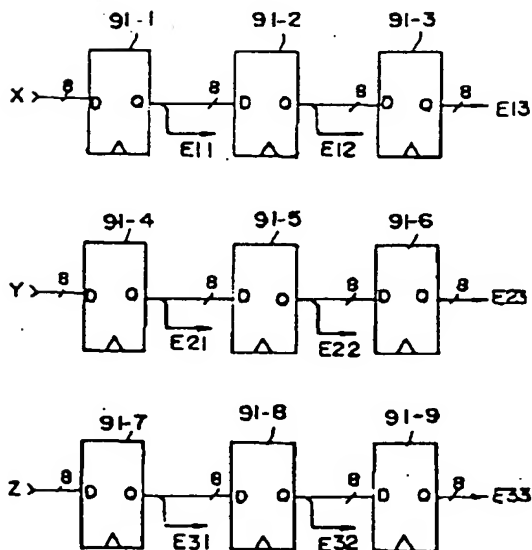 91-1 91-2 91-3
X 8 D Q 8 D Q 8 D Q 8 E13
E11 E12
91-4 91-5 91-6
Y 8 D Q 8 D Q 8 D Q 8 E23
E21 E22
91-7 91-8 91-9
Z 8 D Q 8 D Q 8 D Q 8 E33
E31 E32